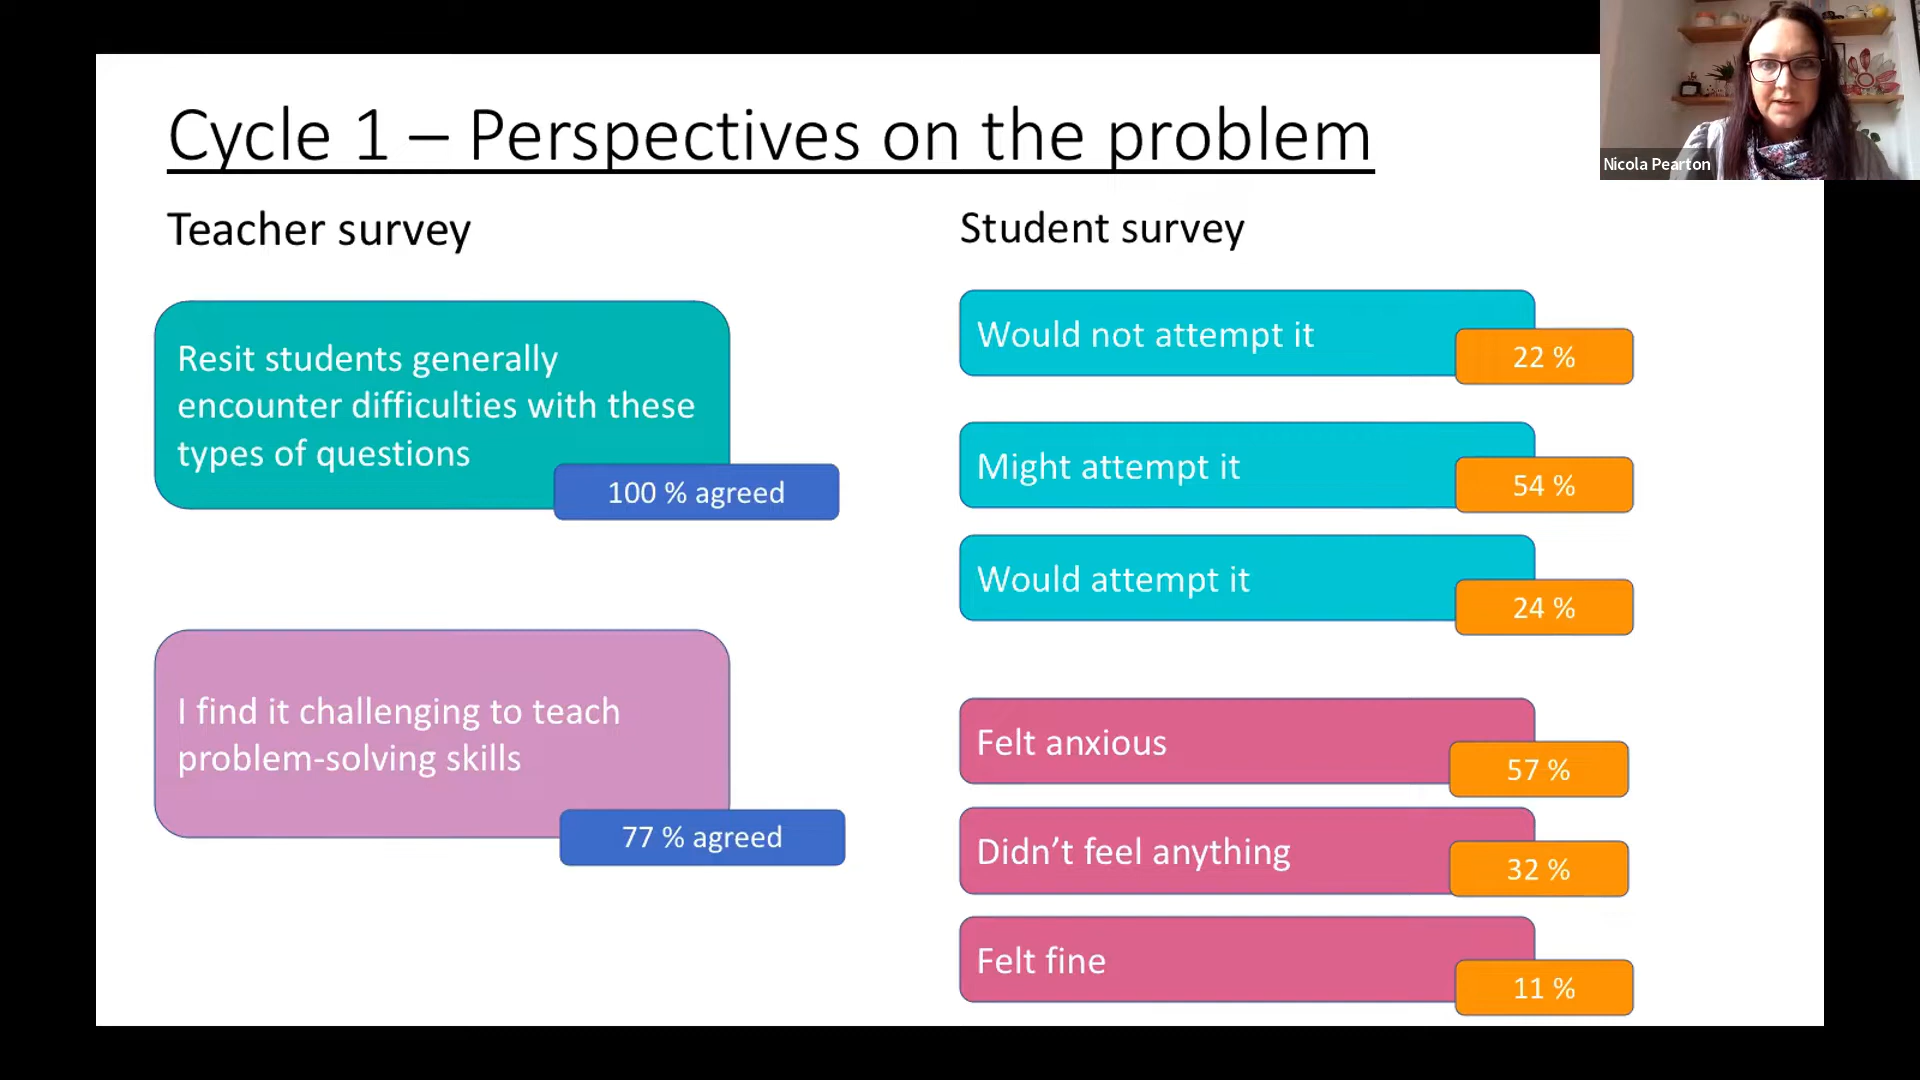 Cycle 1 – Perspectives on the problem
Nicola Pearton
Teacher survey
Resit students generally
encounter difficulties with these
types of questions
100 % agreed
I find it challenging to teach
problem-solving skills
77 % agreed
Student survey
Would not attempt it
22 %
Might attempt it
54 %
Would attempt it
24 %
Felt anxious
57 %
Didn’t feel anything
32 %
Felt fine
11 %